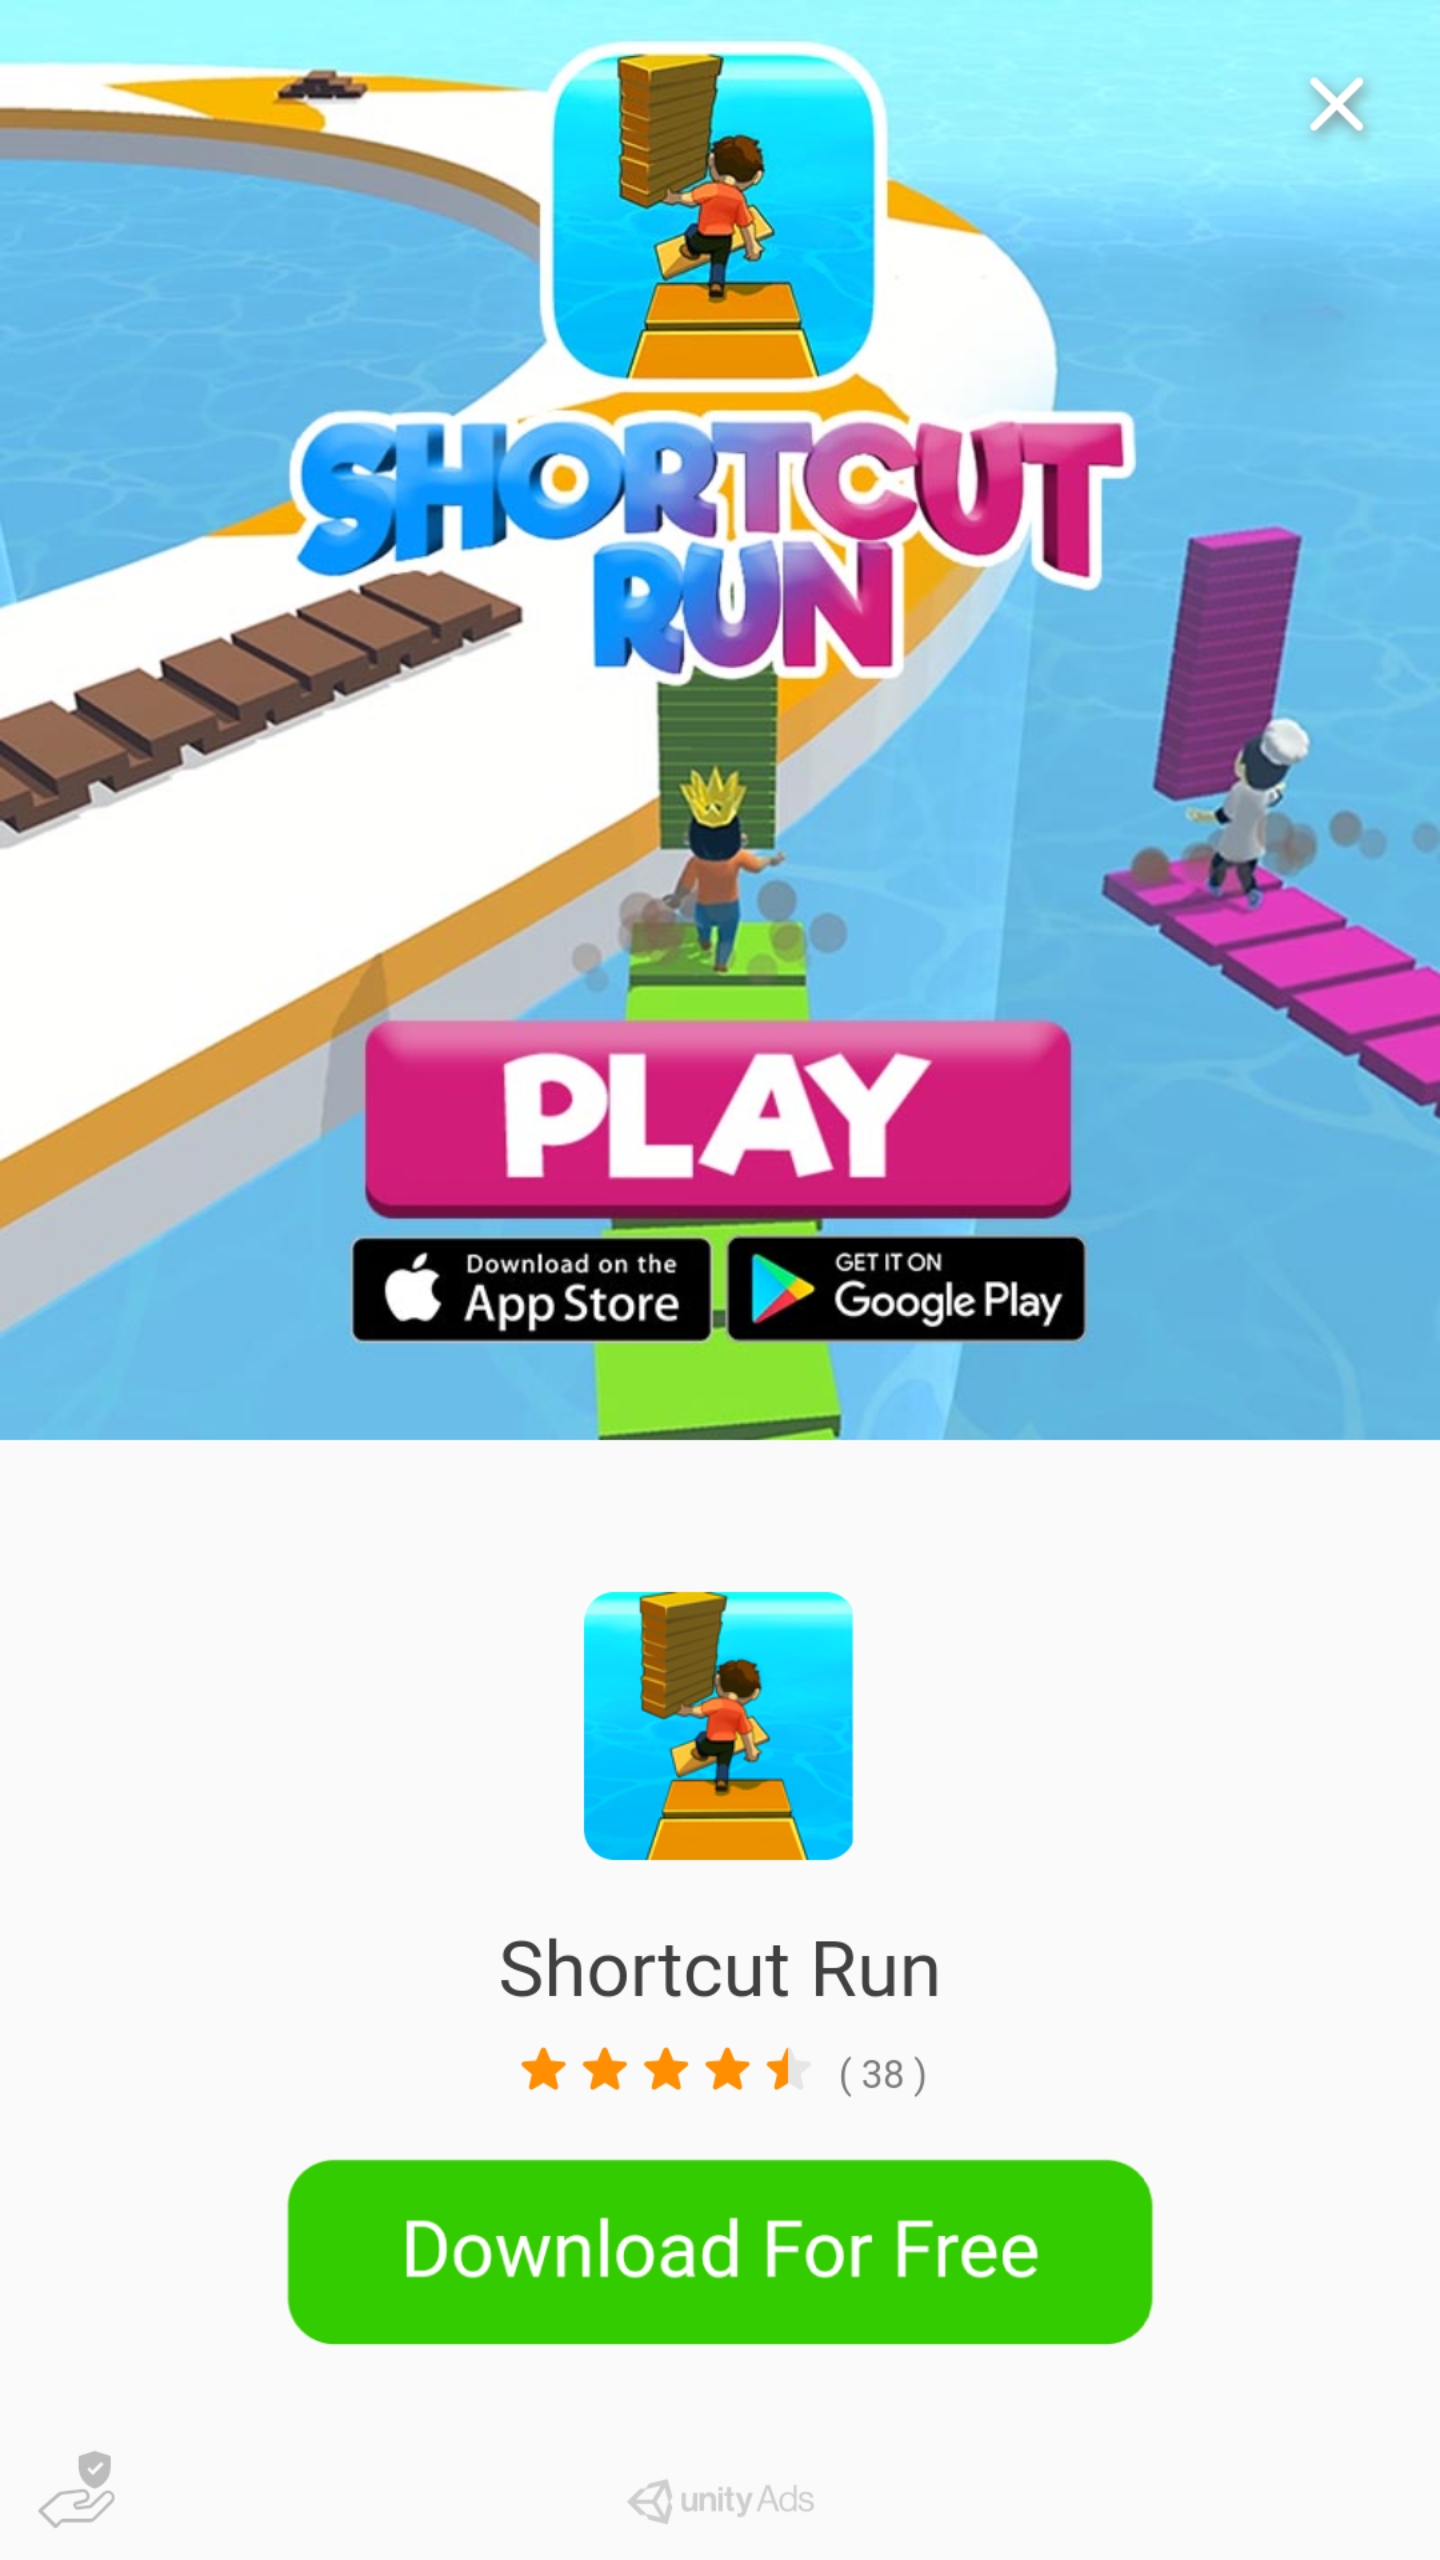 SHORTCUT
RUN
PLAY
Download on the
App Store
GET IT ON
Google Play
Shortcut Run
( 38 )
Download For Free
unity Ads